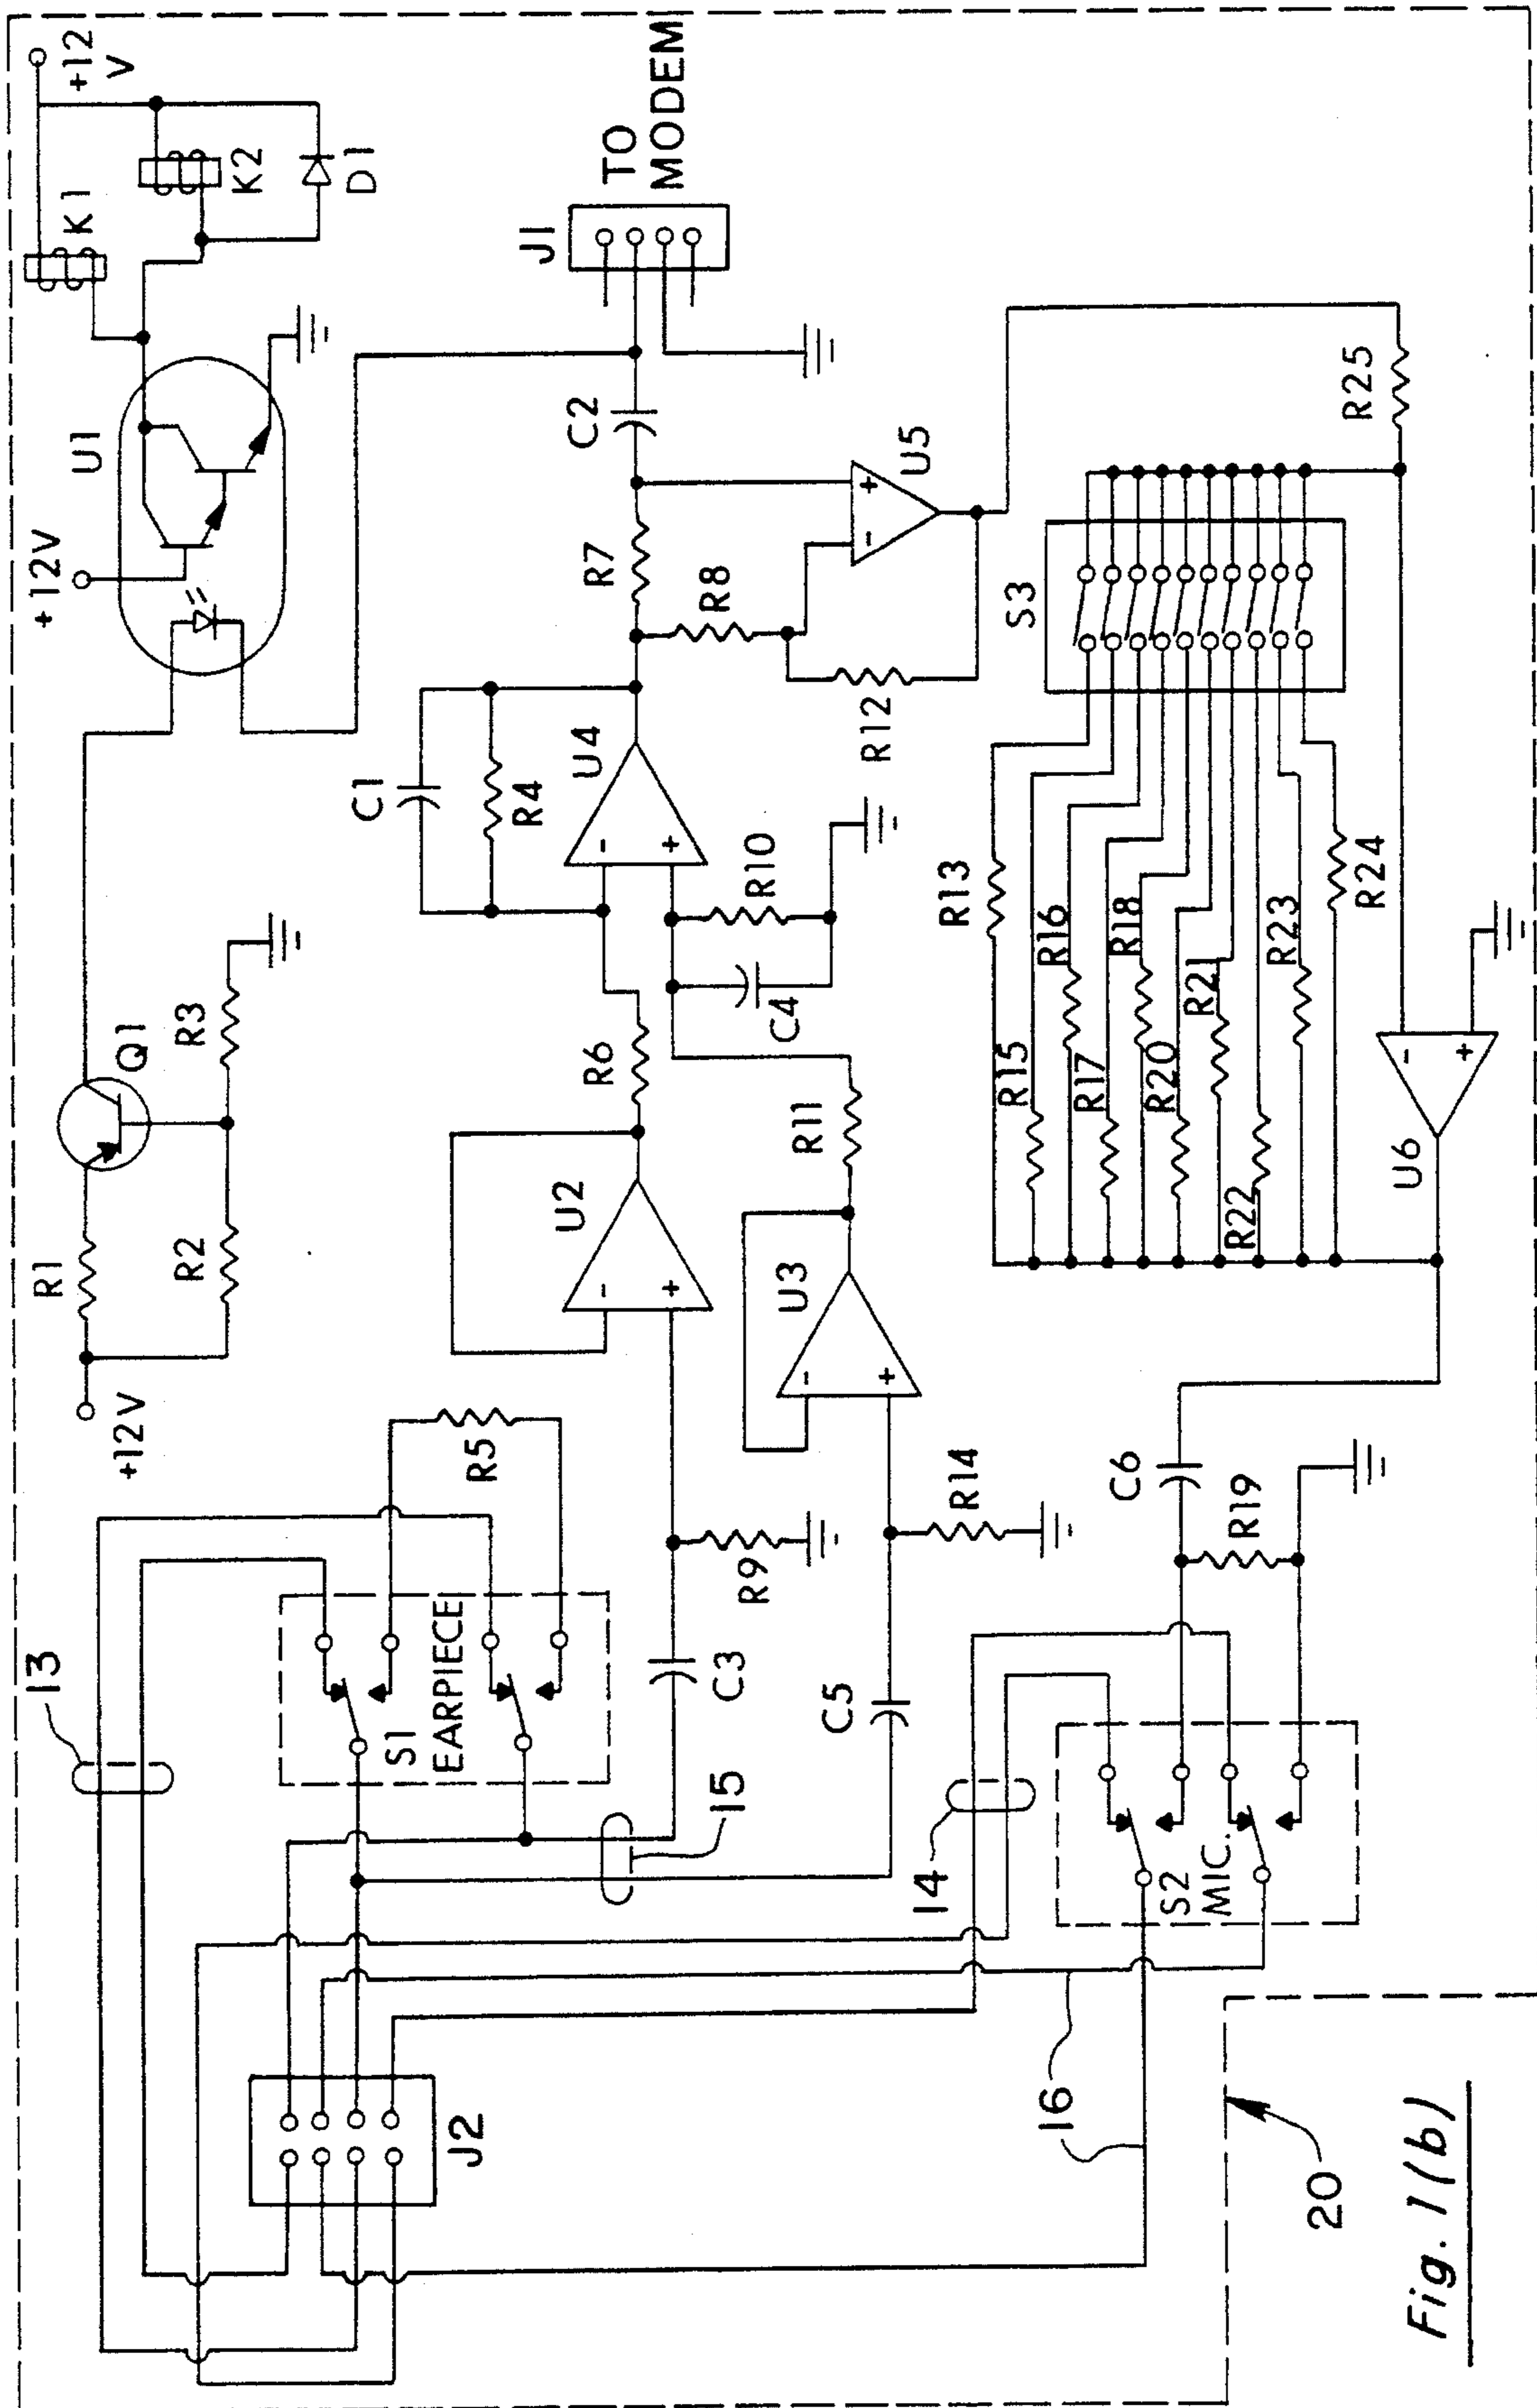 +12V
R1
R2
Q1
R3
+12V
U1
K1
+12
V
K2
D1
13
S1
EARPIECE
R5
C1
R4
U2
R6
U4
R7
C2
J1
TO
MODEM
J2
15
C3
R9
-
+
-
+
C4
R10
R8
-
+
U5
U3
R11
R12
C5
R14
-
+
14
16
S2
MIC.
C6
R19
R13
R15
R16
R17
R18
R20
R21
R22
R23
R24
S3
R25
U6
-
+
20
Fig. 1(b)